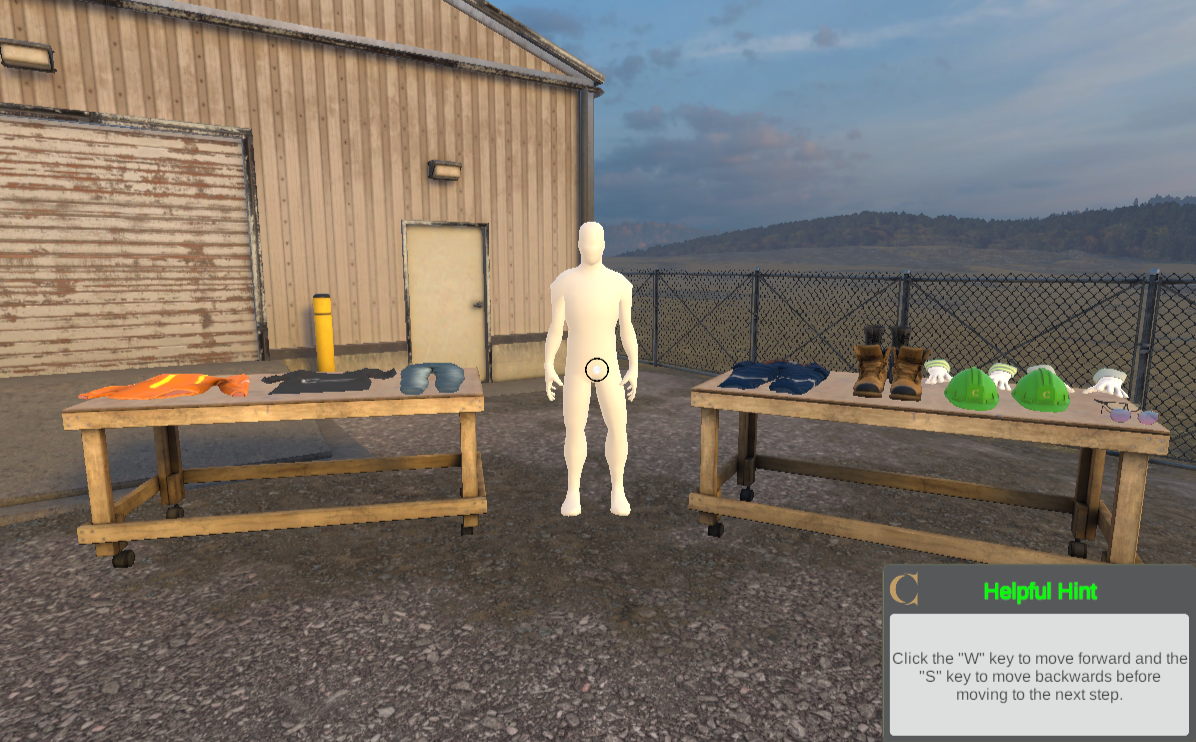 C
Helpful Hint
Click the "W" key to move forward and the
"S" key to move backwards before
moving to the next step.